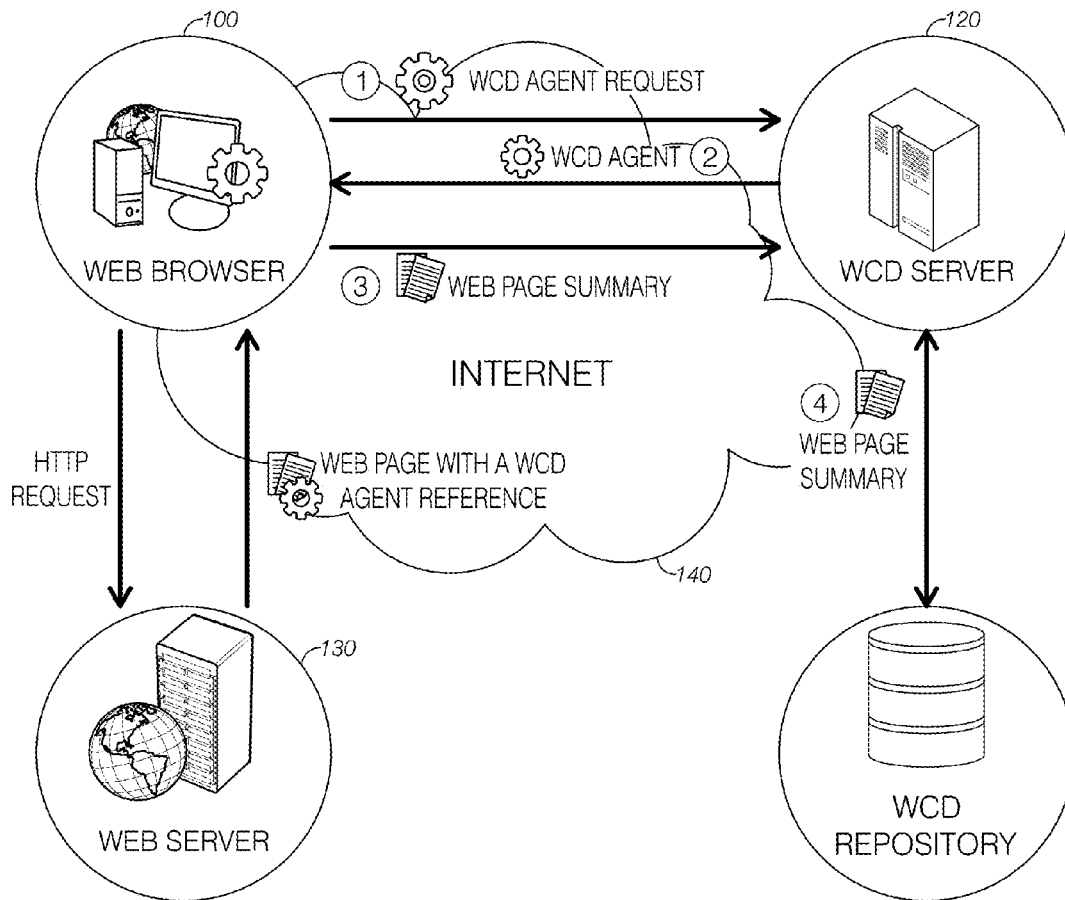 100
120
1
WCD AGENT REQUEST
WCD AGENT
2
WEB BROWSER
WCD SERVER
3
WEB PAGE SUMMARY
INTERNET
4
WEB PAGE
SUMMARY
HTTP
REQUEST
WEB PAGE WITH A WCD
AGENT REFERENCE
140
130
WEB SERVER
WCD
REPOSITORY